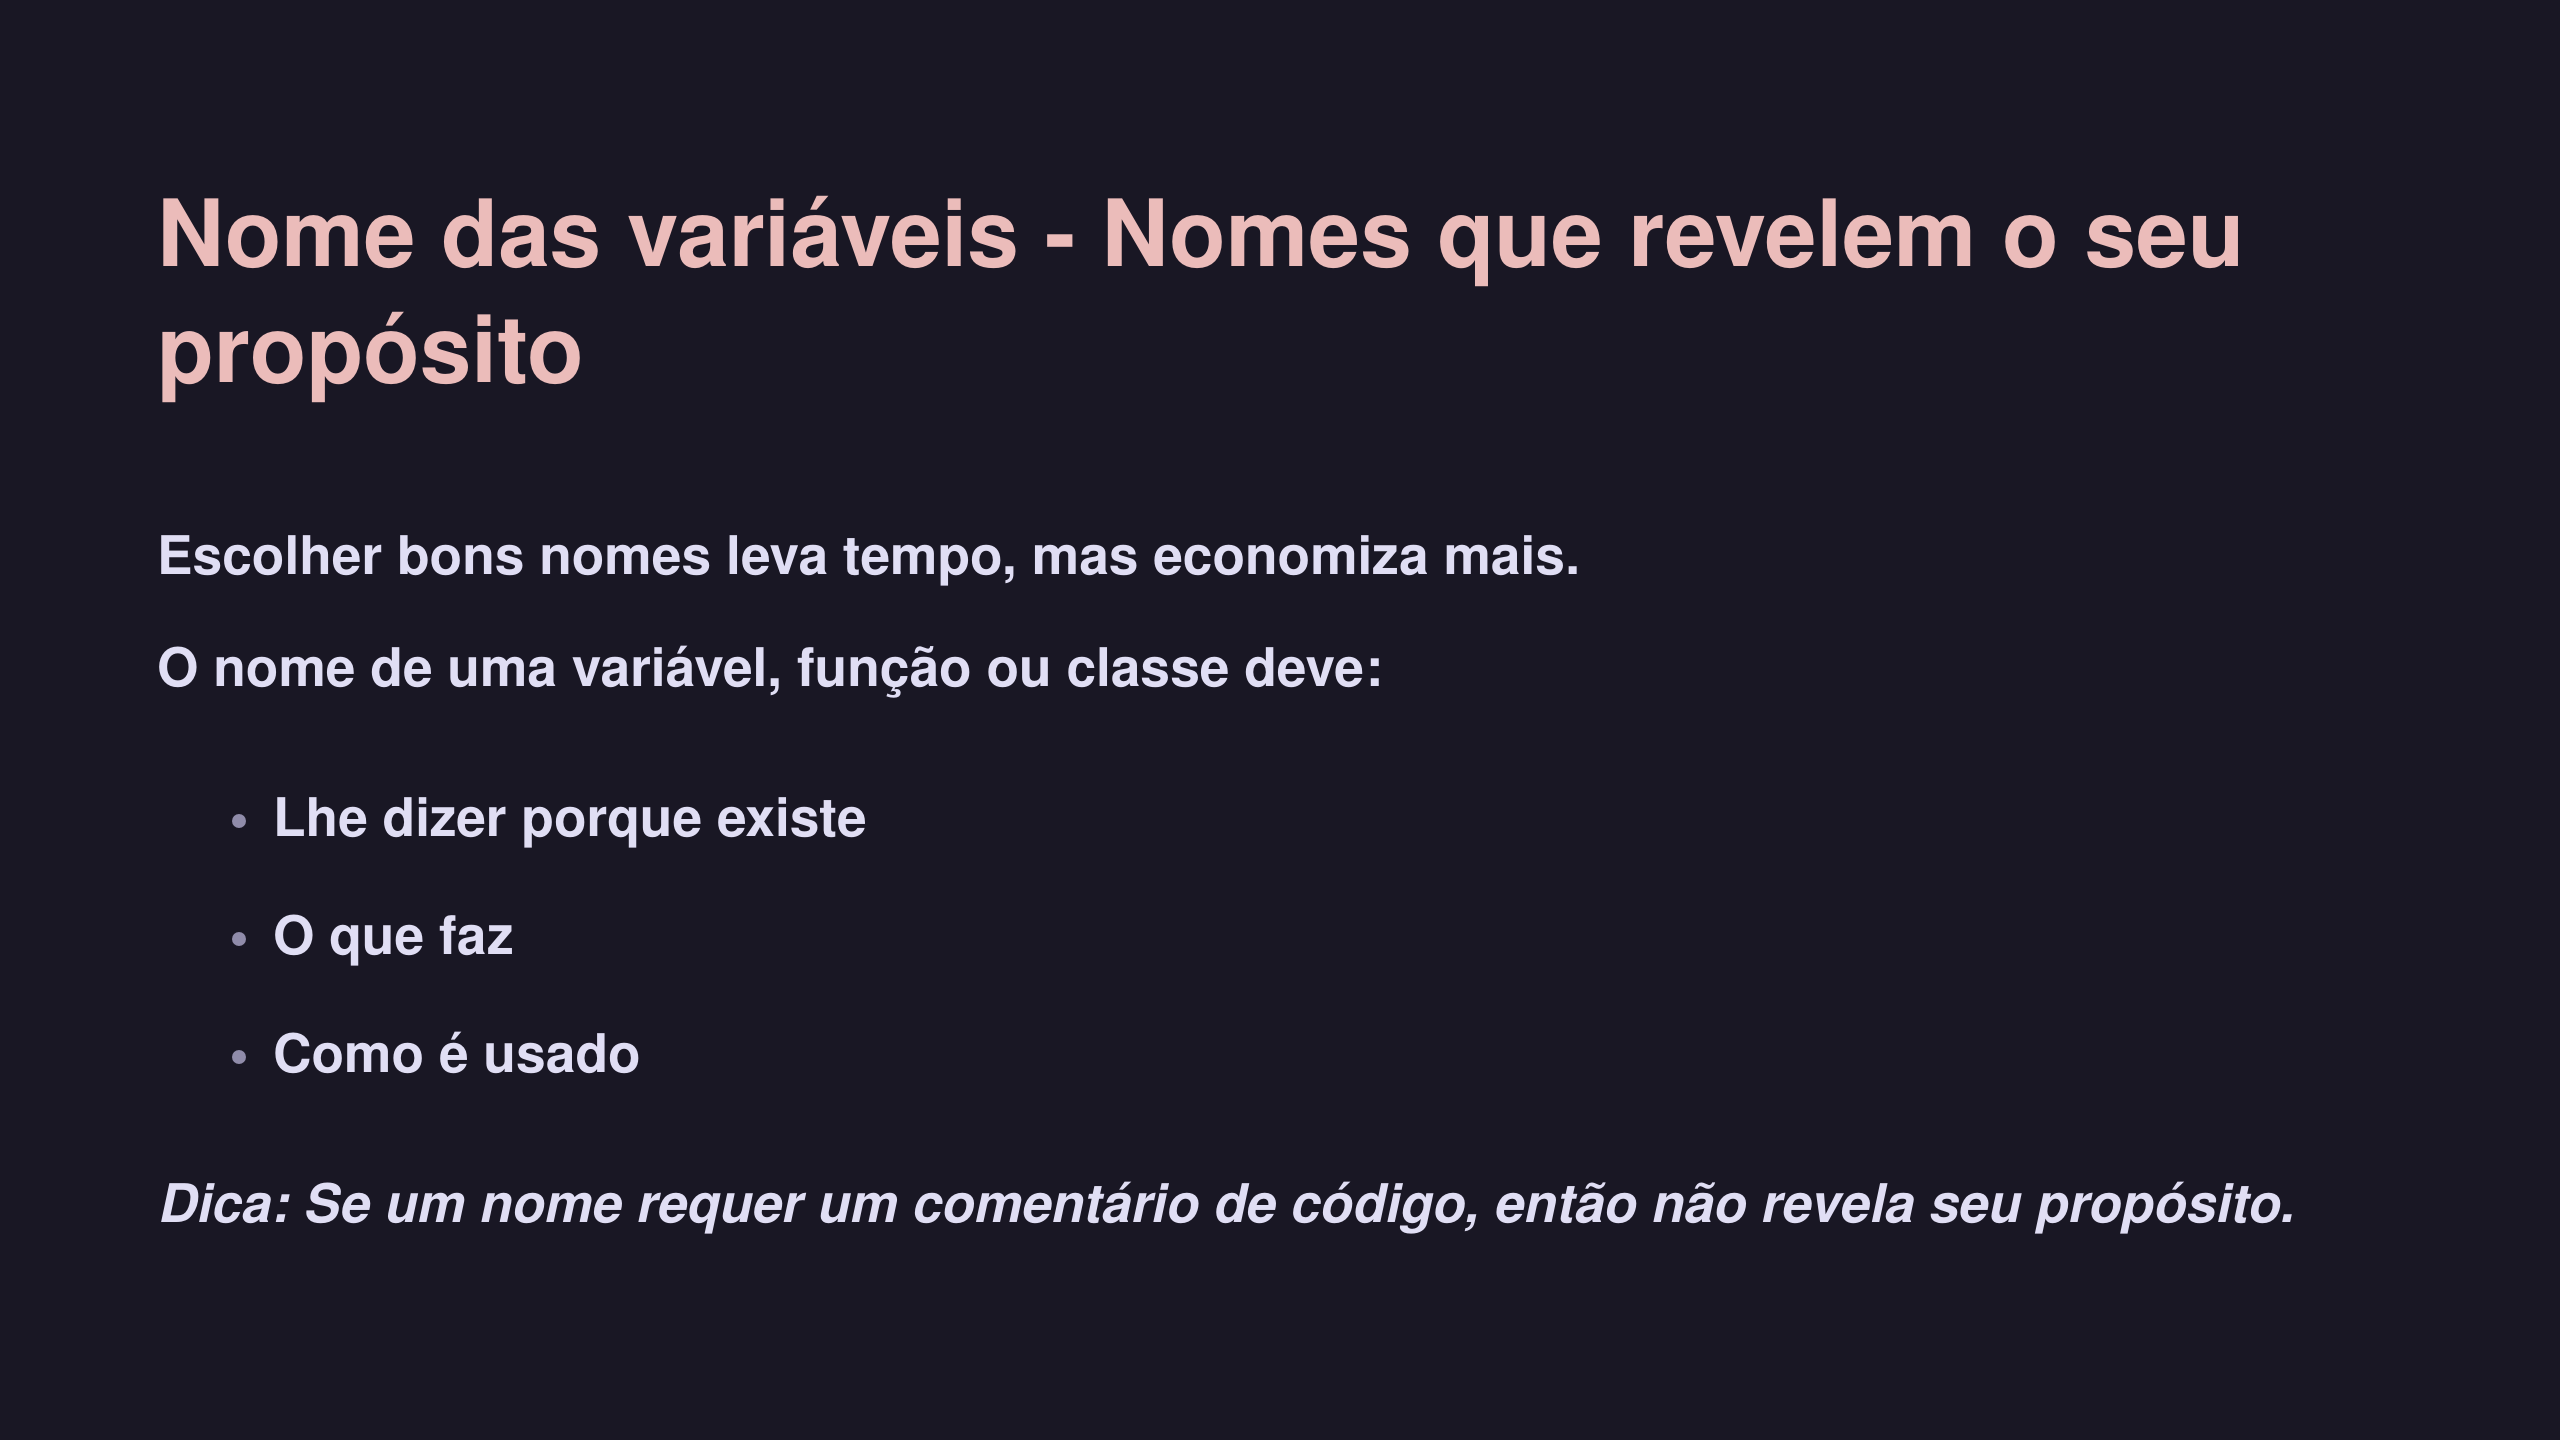 Nome das variáveis - Nomes que revelem o seu
propósito
Escolher bons nomes leva tempo, mas economiza mais.
O nome de uma variável, função ou classe deve:
• Lhe dizer porque existe
• O que faz
• Como é usado
Dica: Se um nome requer um comentário de código, então não revela seu propósito.